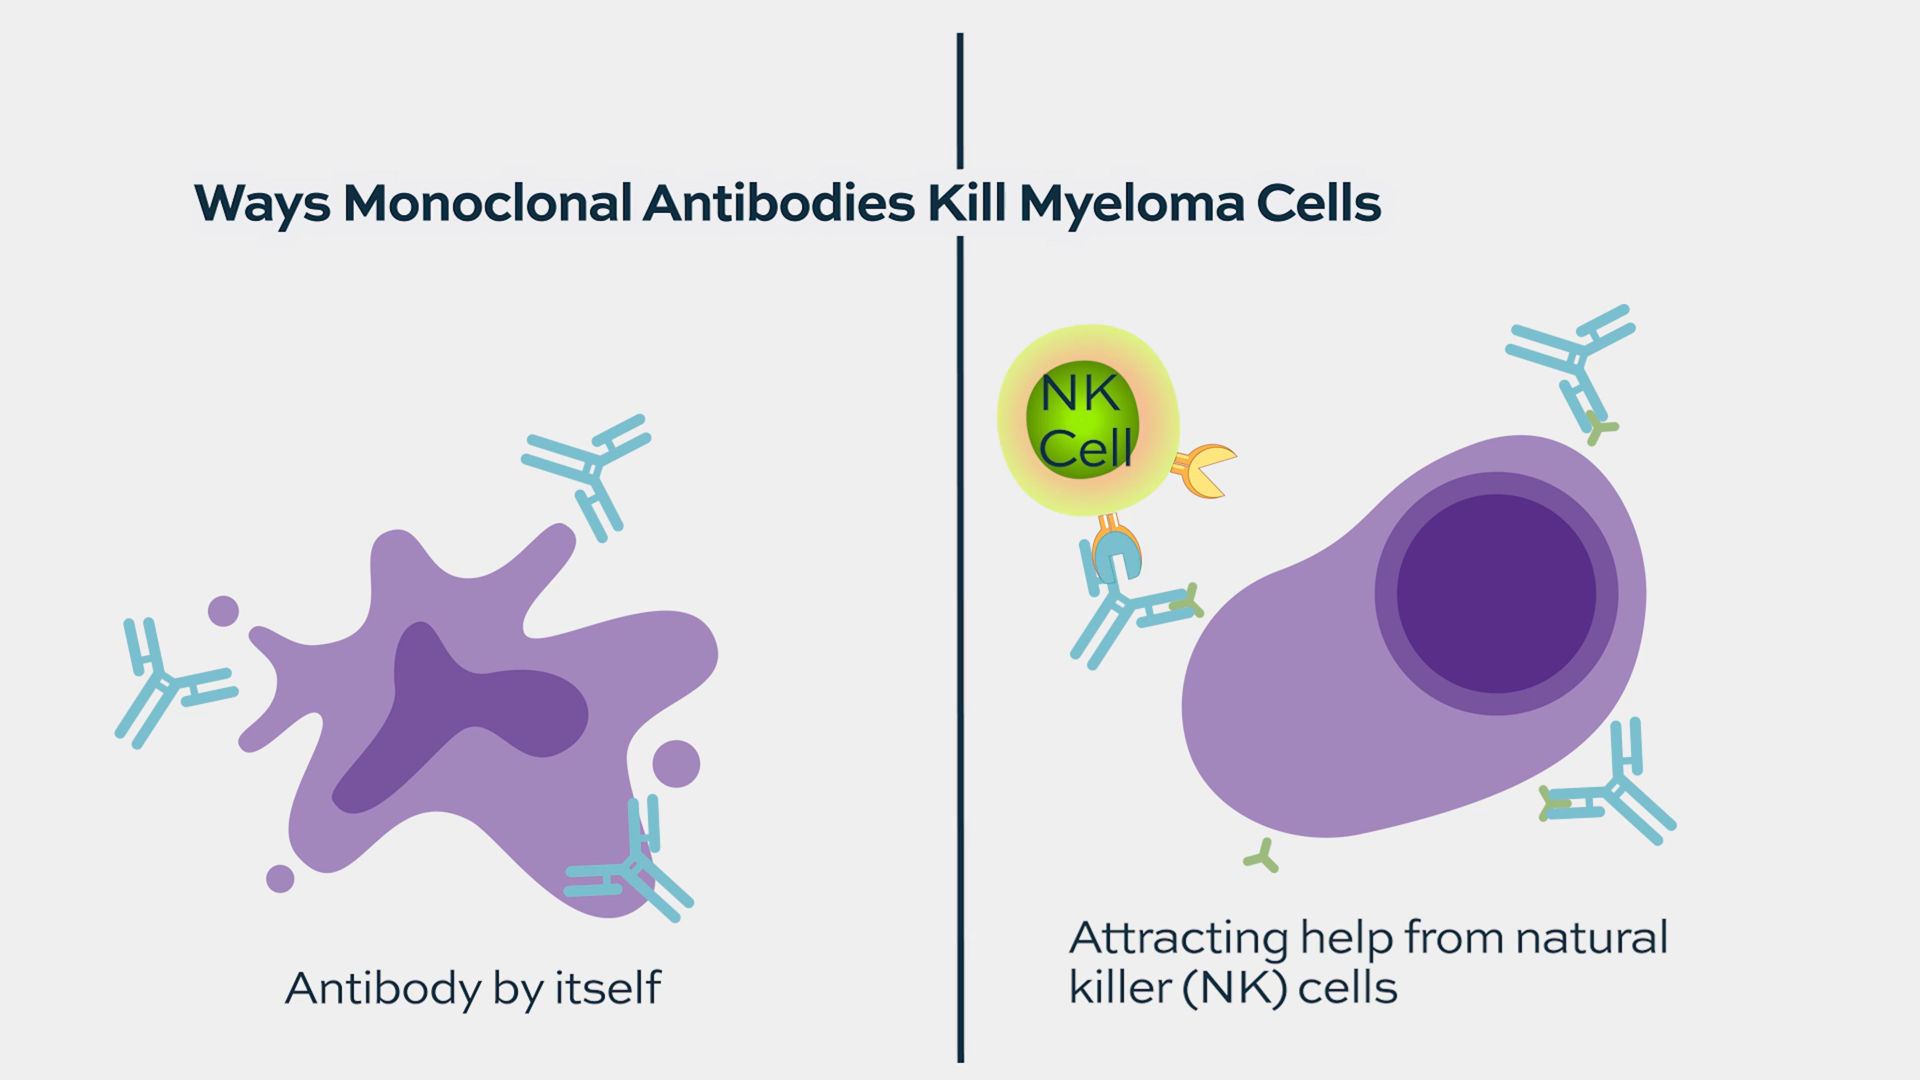 Ways Monoclonal Antibodies Kill Myeloma Cells
NK
Cell
Antibody by itself
Attracting help from natural
killer (NK) cells